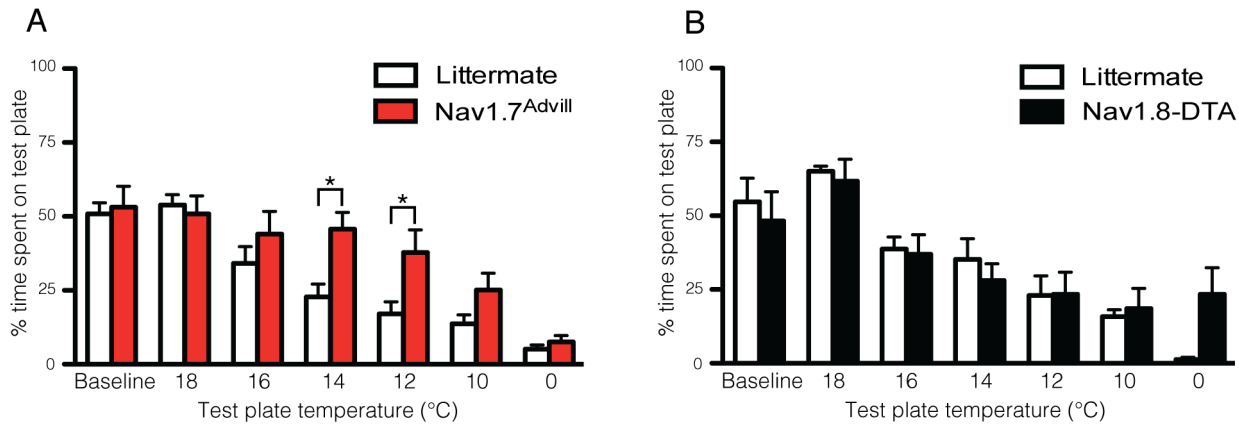 A
100
75
50
25
0
% time spent on test plate
Littermate
Nav1.7Advill
*
*
Baseline 18 16 14 12 10 0
Test plate temperature (°C)
B
100
75
50
25
0
% time spent on test plate
Littermate
Nav1.8-DTA
Baseline 18 16 14 12 10 0
Test plate temperature (°C)